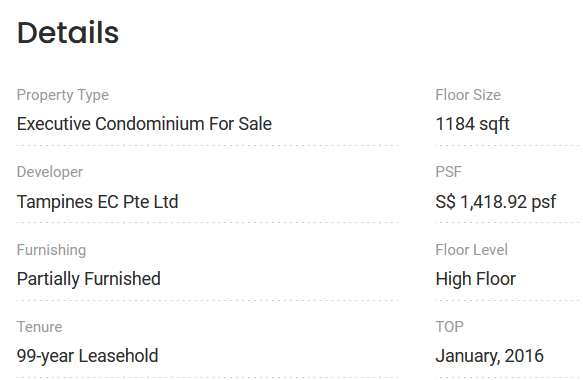 Details
Property Type
Executive Condominium For Sale
Floor Size
1184 sqft
Developer
Tampines EC Pte Ltd
PSF
S$ 1,418.92 psf
Furnishing
Partially Furnished
Floor Level
High Floor
Tenure
99-year Leasehold
TOP
January, 2016